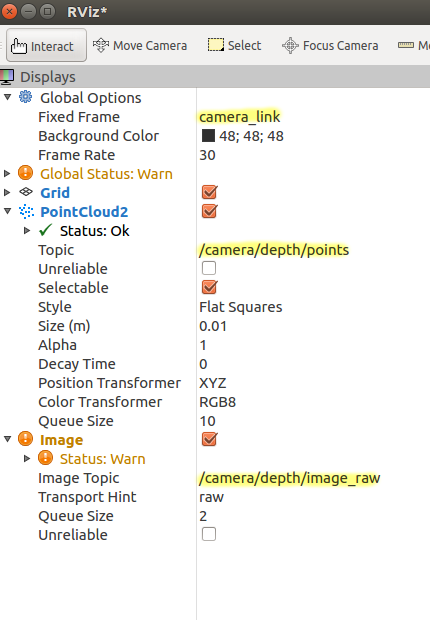 RViz*
Interact Move Camera Select Focus Camera
Displays
Global Options
Fixed Frame camera_link
Background Color 48; 48; 48
Frame Rate 30
Global Status: Warn
Grid
PointCloud2
Status: Ok
Topic /camera/depth/points
Unreliable
Selectable
Style Flat Squares
Size (m) 0.01
Alpha 1
Decay Time 0
Position Transformer XYZ
Color Transformer RGB8
Queue Size 10
Image
Status: Warn
Image Topic /camera/depth/image_raw
Transport Hint raw
Queue Size 2
Unreliable